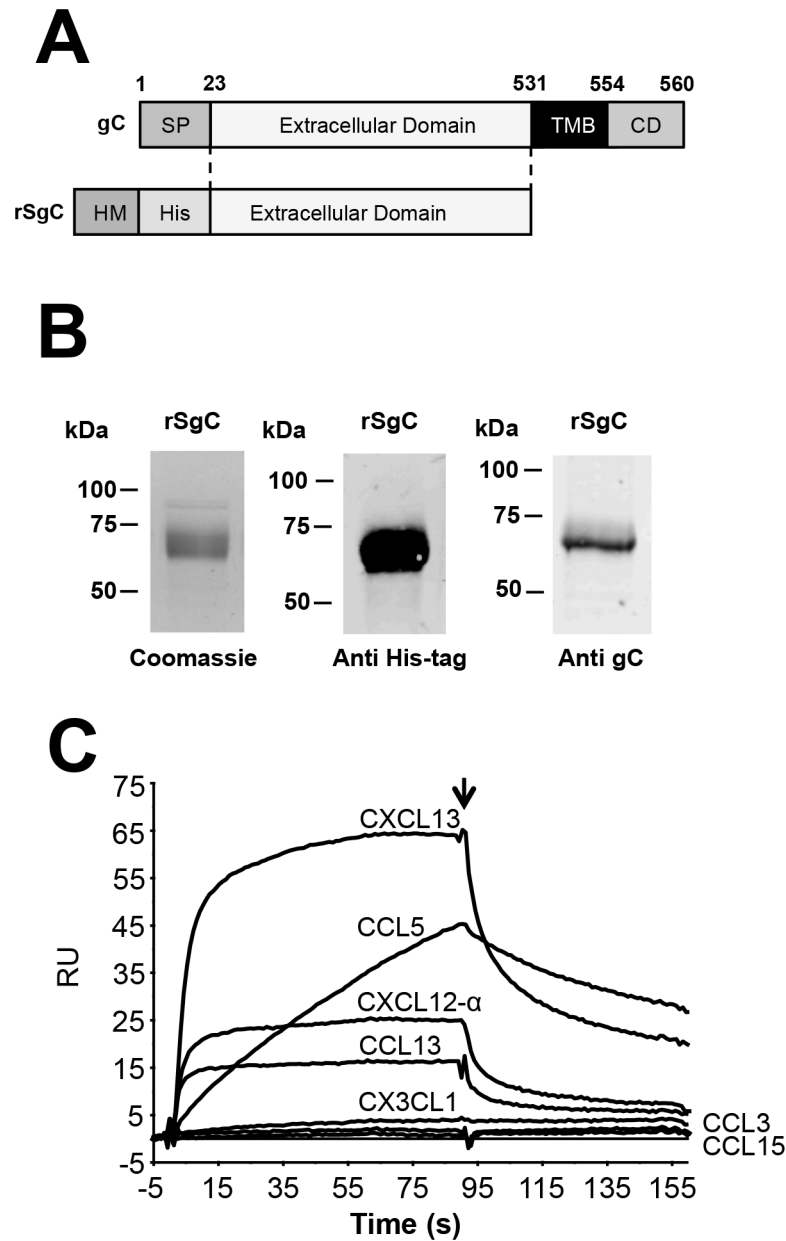 A
1 23 531 554 560
gC SP Extracellular Domain TMB CD
rSgC HM His Extracellular Domain
B
kDa rSgC kDa rSgC kDa rSgC
100 100 100
75 75 75
50 50 50
Coomassie Anti His-tag Anti gC
C
75
65
55
45
35
25
15
5
-5
RU
CXCL13
CCL5
CXCL12-α
CCL13
CX3CL1
CCL3
CCL15
-5 15 35 55 75 95 115 135 155
Time (s)